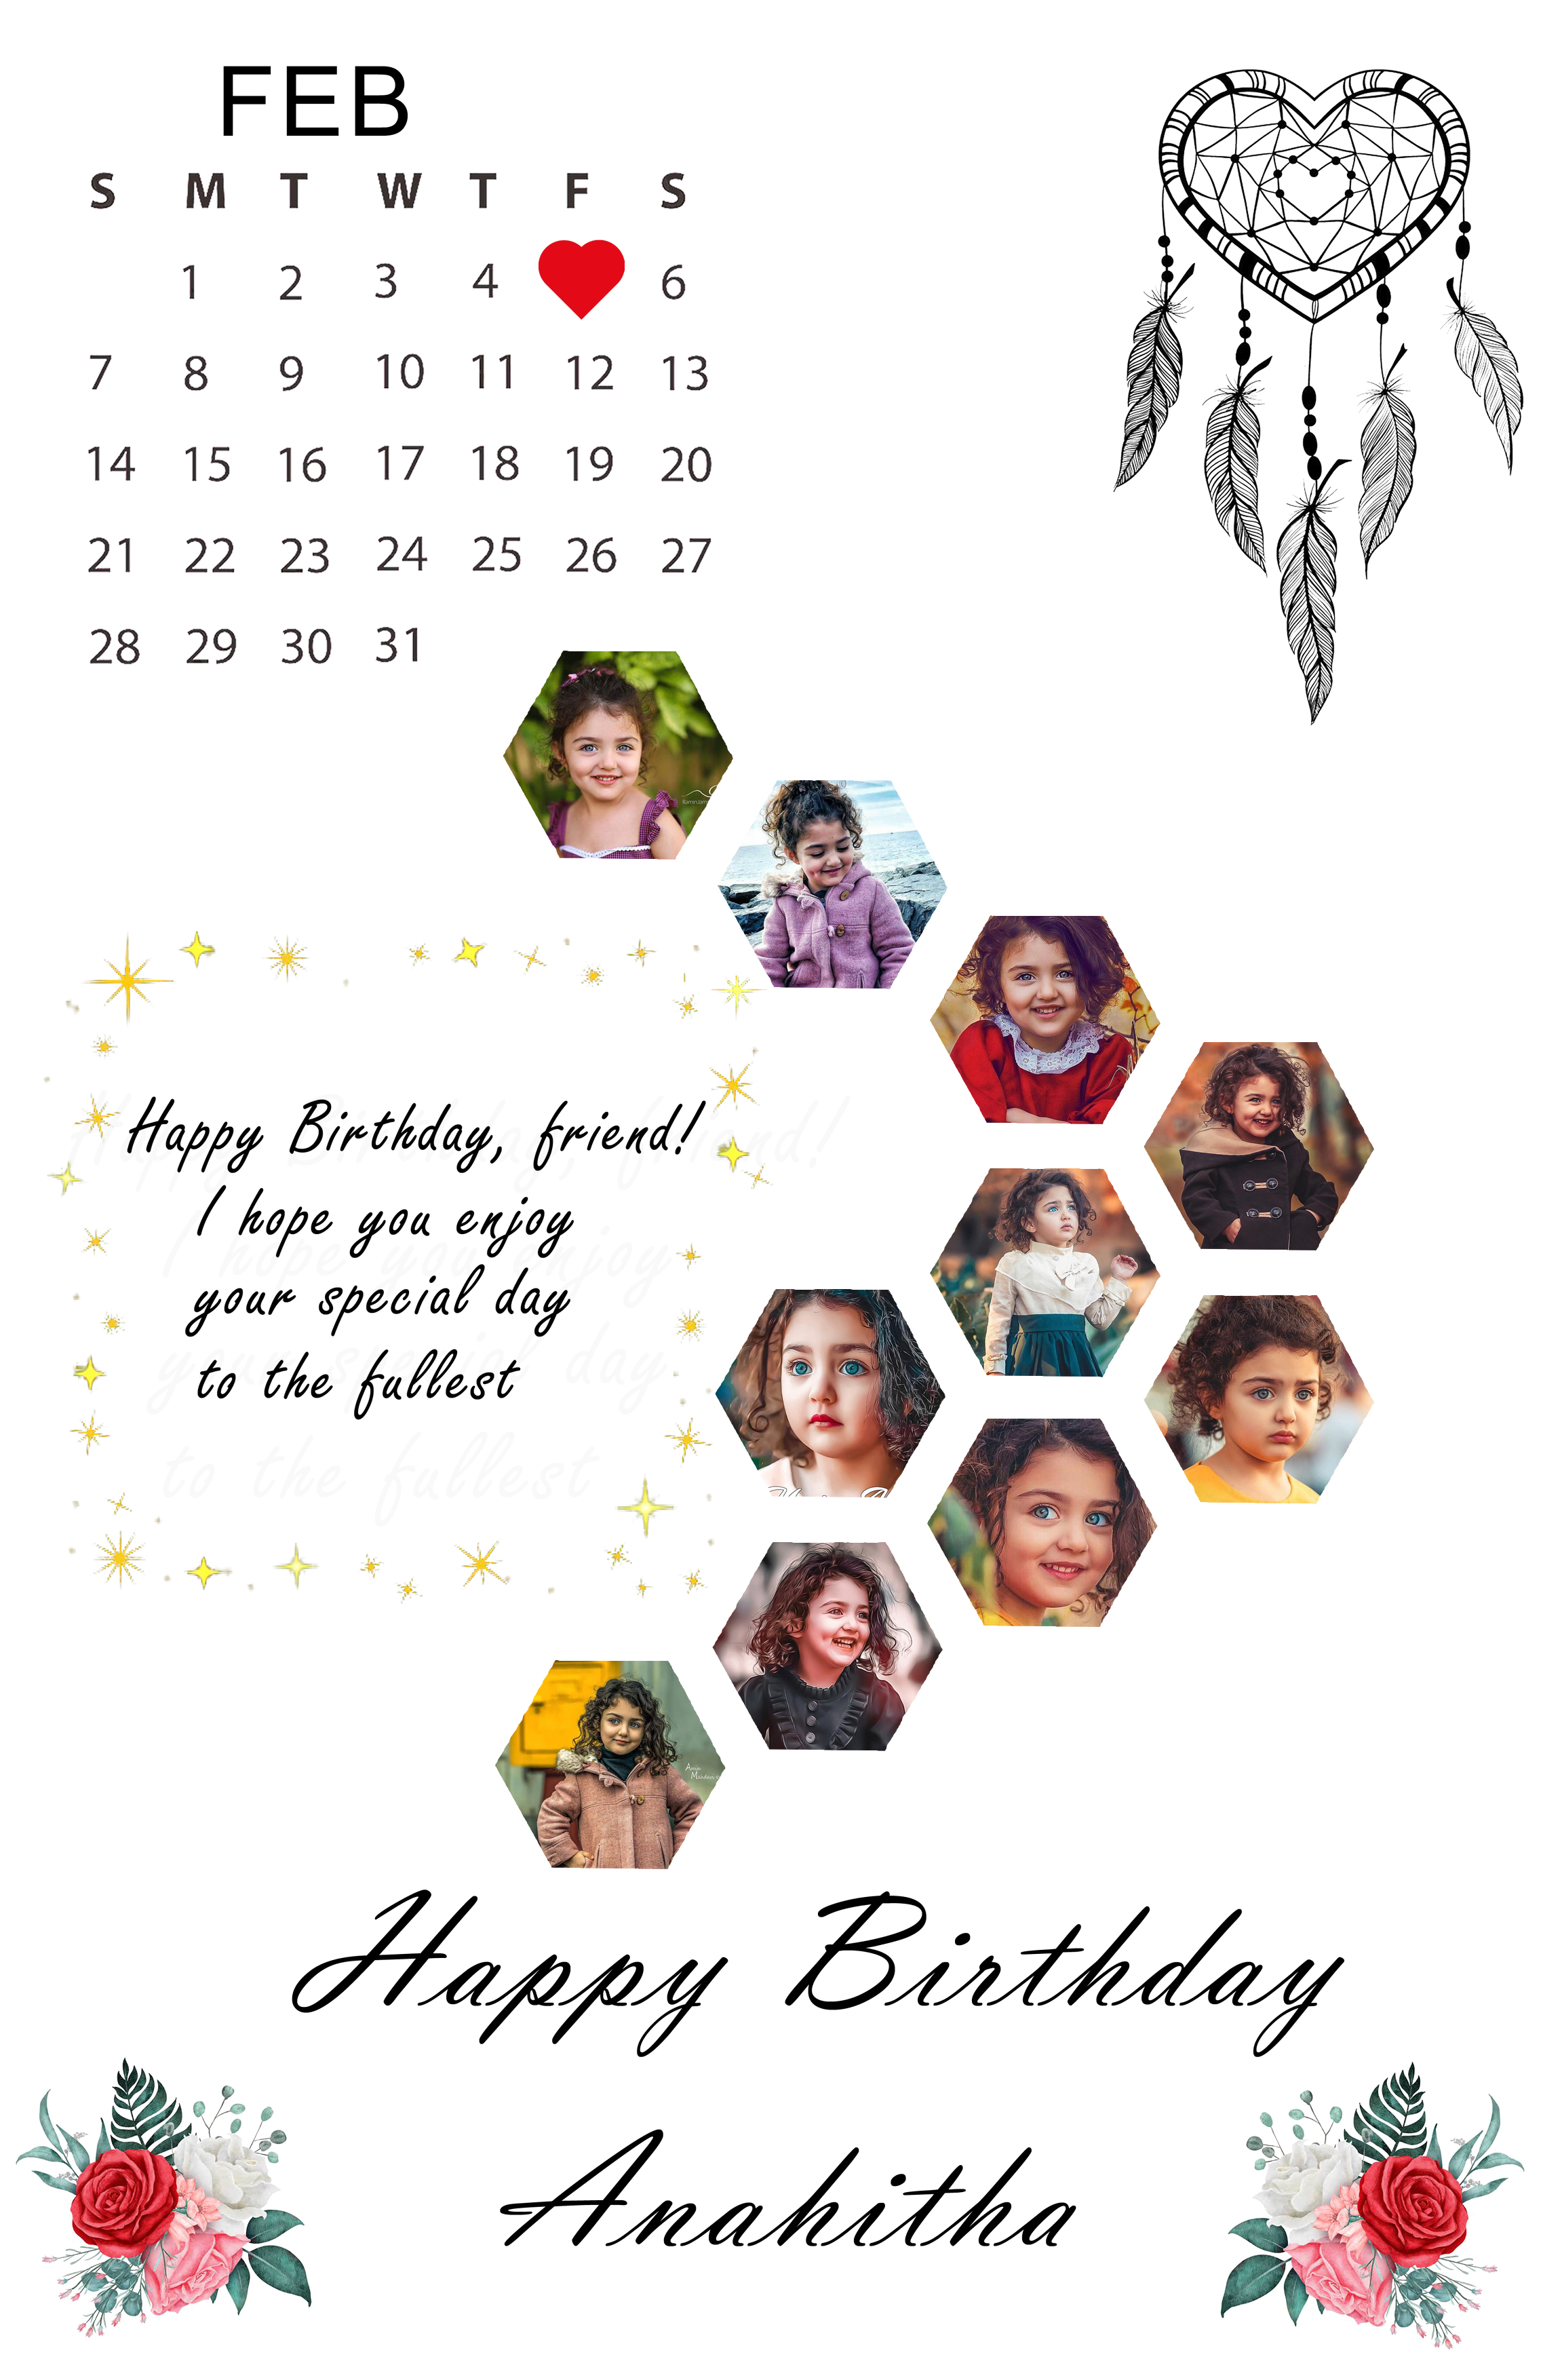 FEB
S M T W T F S
1 2 3 4 6
7 8 9 10 11 12 13
14 15 16 17 18 19 20
21 22 23 24 25 26 27
28 29 30 31
Happy Birthday, friend!
I hope you enjoy
your special day
to the fullest
Happy Birthday
Anahitha